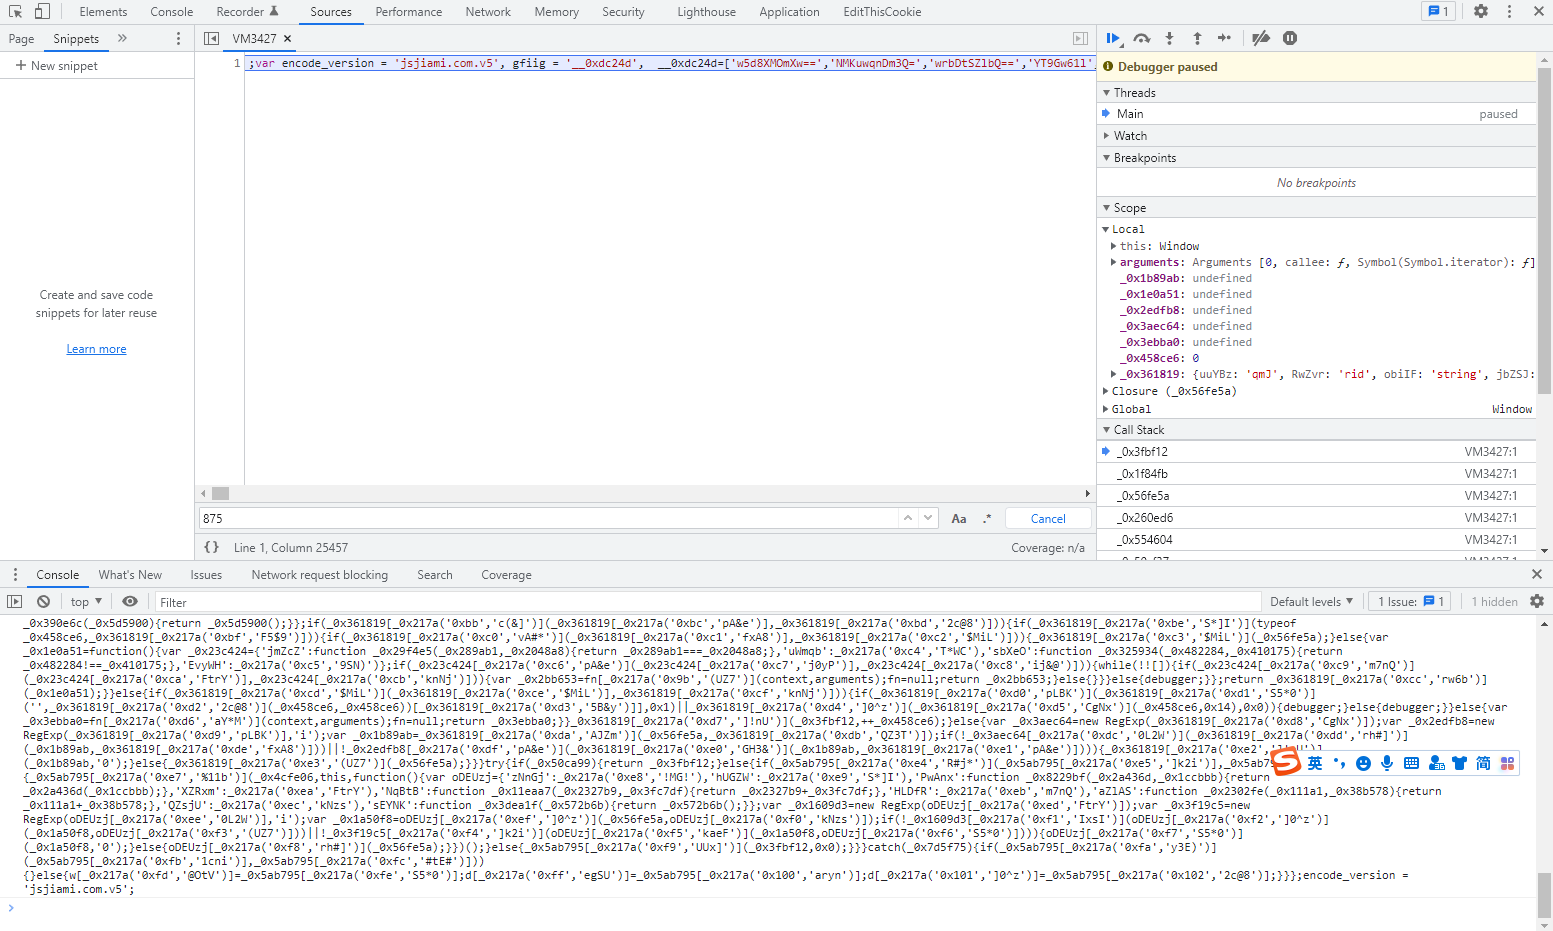 Elements Console Recorder Sources Performance Network Memory Security Lighthouse Application EditThisCookie 1
Page Snippets VM3427
New snippet
Create and save code
snippets for later reuse
Learn more
1 ;var encode_version = 'jsjiami.com.v5', gfiig = '__0xdc24d', __0xdc24d=['w5d8XMOmXw==','NMKuwqnDm3Q=','wrbDtSZlbQ==','YT9Gw61l',
875 Aa .* Cancel
{} Line 1, Column 25457 Coverage: n/a
Debugger paused
Threads
Main paused
Watch
Breakpoints
No breakpoints
Scope
Local
this: Window
arguments: Arguments [0, callee: ƒ, Symbol(Symbol.iterator): ƒ]
_0x1b89ab: undefined
_0x1e0a51: undefined
_0x2edfb8: undefined
_0x3aec64: undefined
_0x3ebba0: undefined
_0x458ce6: 0
_0x361819: {uuYBz: 'qmJ', RwZvr: 'rid', obiIF: 'string', jbZSJ:
Closure (_0x56fe5a)
Global Window
Call Stack
_0x3fbf12 VM3427:1
_0x1f84fb VM3427:1
_0x56fe5a VM3427:1
_0x260ed6 VM3427:1
_0x554604 VM3427:1
Console What's New Issues Network request blocking Search Coverage
top Filter Default levels 1 Issue: 1 1 hidden
_0x390e6c(_0x5d5900){return _0x5d5900();}};if(_0x361819[_0x217a('0xbb','c(&]')](_0x361819[_0x217a('0xbc','pA&e')],_0x361819[_0x217a('0xbd','2c@8')])){if(_0x361819[_0x217a('0xbe','S*]I')](typeof
_0x458ce6,_0x361819[_0x217a('0xbf','F5$9')])){if(_0x361819[_0x217a('0xc0','vA#*')](_0x361819[_0x217a('0xc1','fxA8')],_0x361819[_0x217a('0xc2','$MiL')])){_0x361819[_0x217a('0xc3','$MiL')](_0x56fe5a);}else{var
_0x1e0a51=function(){var _0x23c424={'jmZcZ':function _0x29f4e5(_0x289ab1,_0x2048a8){return _0x289ab1===_0x2048a8;},'uWmqb':_0x217a('0xc4','T*WC'),'sbXeO':function _0x325934(_0x482284,_0x410175){return
_0x482284!==_0x410175;},'EvyWH':_0x217a('0xc5','9SN)')};if(_0x23c424[_0x217a('0xc6','pA&e')](_0x23c424[_0x217a('0xc7','j0yP')],_0x23c424[_0x217a('0xc8','ij&@')])){while(!![]){if(_0x23c424[_0x217a('0xc9','m7nQ')]
(_0x23c424[_0x217a('0xca','FtrY')],_0x23c424[_0x217a('0xcb','knNj')])){var _0x2bb653=fn[_0x217a('0x9b','(UZ7')](context,arguments);fn=null;return _0x2bb653;}else{}}}else{debugger;}};return _0x361819[_0x217a('0xcc','rw6b')]
(_0x1e0a51);}}else{if(_0x361819[_0x217a('0xcd','$MiL')](_0x361819[_0x217a('0xce','$MiL')],_0x361819[_0x217a('0xcf','knNj')])){if(_0x361819[_0x217a('0xd0','pLBK')](_0x361819[_0x217a('0xd1','S5*0')]
('',_0x361819[_0x217a('0xd2','2c@8')](_0x458ce6,_0x458ce6))[_0x361819[_0x217a('0xd3','5B&y')]],0x1)||_0x361819[_0x217a('0xd4',']0^z')](_0x361819[_0x217a('0xd5','CgNx')](_0x458ce6,0x14),0x0)){debugger;}else{debugger;}}else{var
_0x3ebba0=fn[_0x217a('0xd6','aY*M')](context,arguments);fn=null;return _0x3ebba0;}}_0x361819[_0x217a('0xd7',']!nU')](_0x3fbf12,++_0x458ce6);}else{var _0x3aec64=new RegExp(_0x361819[_0x217a('0xd8','CgNx')]);var _0x2edfb8=new
RegExp(_0x361819[_0x217a('0xd9','pLBK')],'i');var _0x1b89ab=_0x361819[_0x217a('0xda','AJZm')](_0x56fe5a,_0x361819[_0x217a('0xdb','QZ3T')]);if(!_0x3aec64[_0x217a('0xdc','0L2W')](_0x361819[_0x217a('0xdd','rh#]')]
(_0x1b89ab,_0x361819[_0x217a('0xde','fxA8')]))||!_0x2edfb8[_0x217a('0xdf','pA&e')](_0x361819[_0x217a('0xe0','GH3&')](_0x1b89ab,_0x361819[_0x217a('0xe1','pA&e')]))){_0x361819[_0x217a('0xe2',
(_0x1b89ab,'0');}else{_0x361819[_0x217a('0xe3','(UZ7')](_0x56fe5a);}}}try{if(_0x50ca99){return _0x3fbf12;}else{if(_0x5ab795[_0x217a('0xe4','R#j*')](_0x5ab795[_0x217a('0xe5',']k2i')],_0x5ab79
{_0x5ab795[_0x217a('0xe7','%11b')](_0x4cfe06,this,function(){var oDEUzj={'zNnGj':_0x217a('0xe8','!MG!'),'hUGZW':_0x217a('0xe9','S*]I'),'PwAnx':function _0x8229bf(_0x2a436d,_0x1ccbbb){return
_0x2a436d(_0x1ccbbb);},'XZRxm':_0x217a('0xea','FtrY'),'NqBtB':function _0x11eaa7(_0x2327b9,_0x3fc7df){return _0x2327b9+_0x3fc7df;},'HLDfR':_0x217a('0xeb','m7nQ'),'aZlAS':function _0x2302fe(_0x111a1,_0x38b578){return
_0x111a1+_0x38b578;},'QZsjU':_0x217a('0xec','kNzs'),'sEYNK':function _0x3dea1f(_0x572b6b){return _0x572b6b();}};var _0x1609d3=new RegExp(oDEUzj[_0x217a('0xed','FtrY')]);var _0x3f19c5=new
RegExp(oDEUzj[_0x217a('0xee','0L2W')],'i');var _0x1a50f8=oDEUzj[_0x217a('0xef',']0^z')](_0x56fe5a,oDEUzj[_0x217a('0xf0','kNzs')]);if(!_0x1609d3[_0x217a('0xf1','IxsI')](oDEUzj[_0x217a('0xf2',']0^z')]
(_0x1a50f8,oDEUzj[_0x217a('0xf3','(UZ7')]))||!_0x3f19c5[_0x217a('0xf4',']k2i')](oDEUzj[_0x217a('0xf5','kaeF')](_0x1a50f8,oDEUzj[_0x217a('0xf6','S5*0')]))){oDEUzj[_0x217a('0xf7','S5*0')]
(_0x1a50f8,'0');}else{oDEUzj[_0x217a('0xf8','rh#]')](_0x56fe5a);}})();}else{_0x5ab795[_0x217a('0xf9','UUx]')](_0x3fbf12,0x0);}}}catch(_0x7d5f75){if(_0x5ab795[_0x217a('0xfa','y3E)')]
(_0x5ab795[_0x217a('0xfb','1cni')],_0x5ab795[_0x217a('0xfc','#tE#')]))
{}else{w[_0x217a('0xfd','@OtV')]=_0x5ab795[_0x217a('0xfe','S5*0')];d[_0x217a('0xff','egSU')]=_0x5ab795[_0x217a('0x100','aryn')];d[_0x217a('0x101',']0^z')]=_0x5ab795[_0x217a('0x102','2c@8')];}}};encode_version =
'jsjiami.com.v5';
英 简